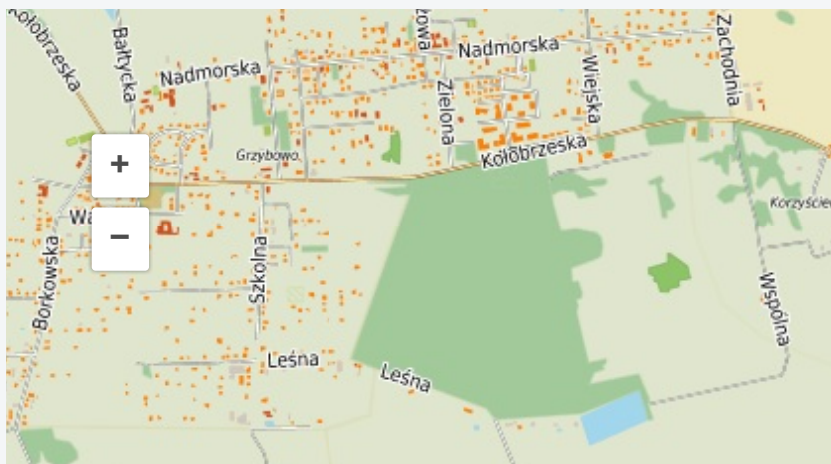 Kołobrzeska
Bałtycka
Nadmorska
Zielona
Nadmorska
Wiejska
Zachodnia
Grzybowo
Kołobrzeska
+
−
Borkowska
Szkolna
Leśna
Leśna
Wspólna